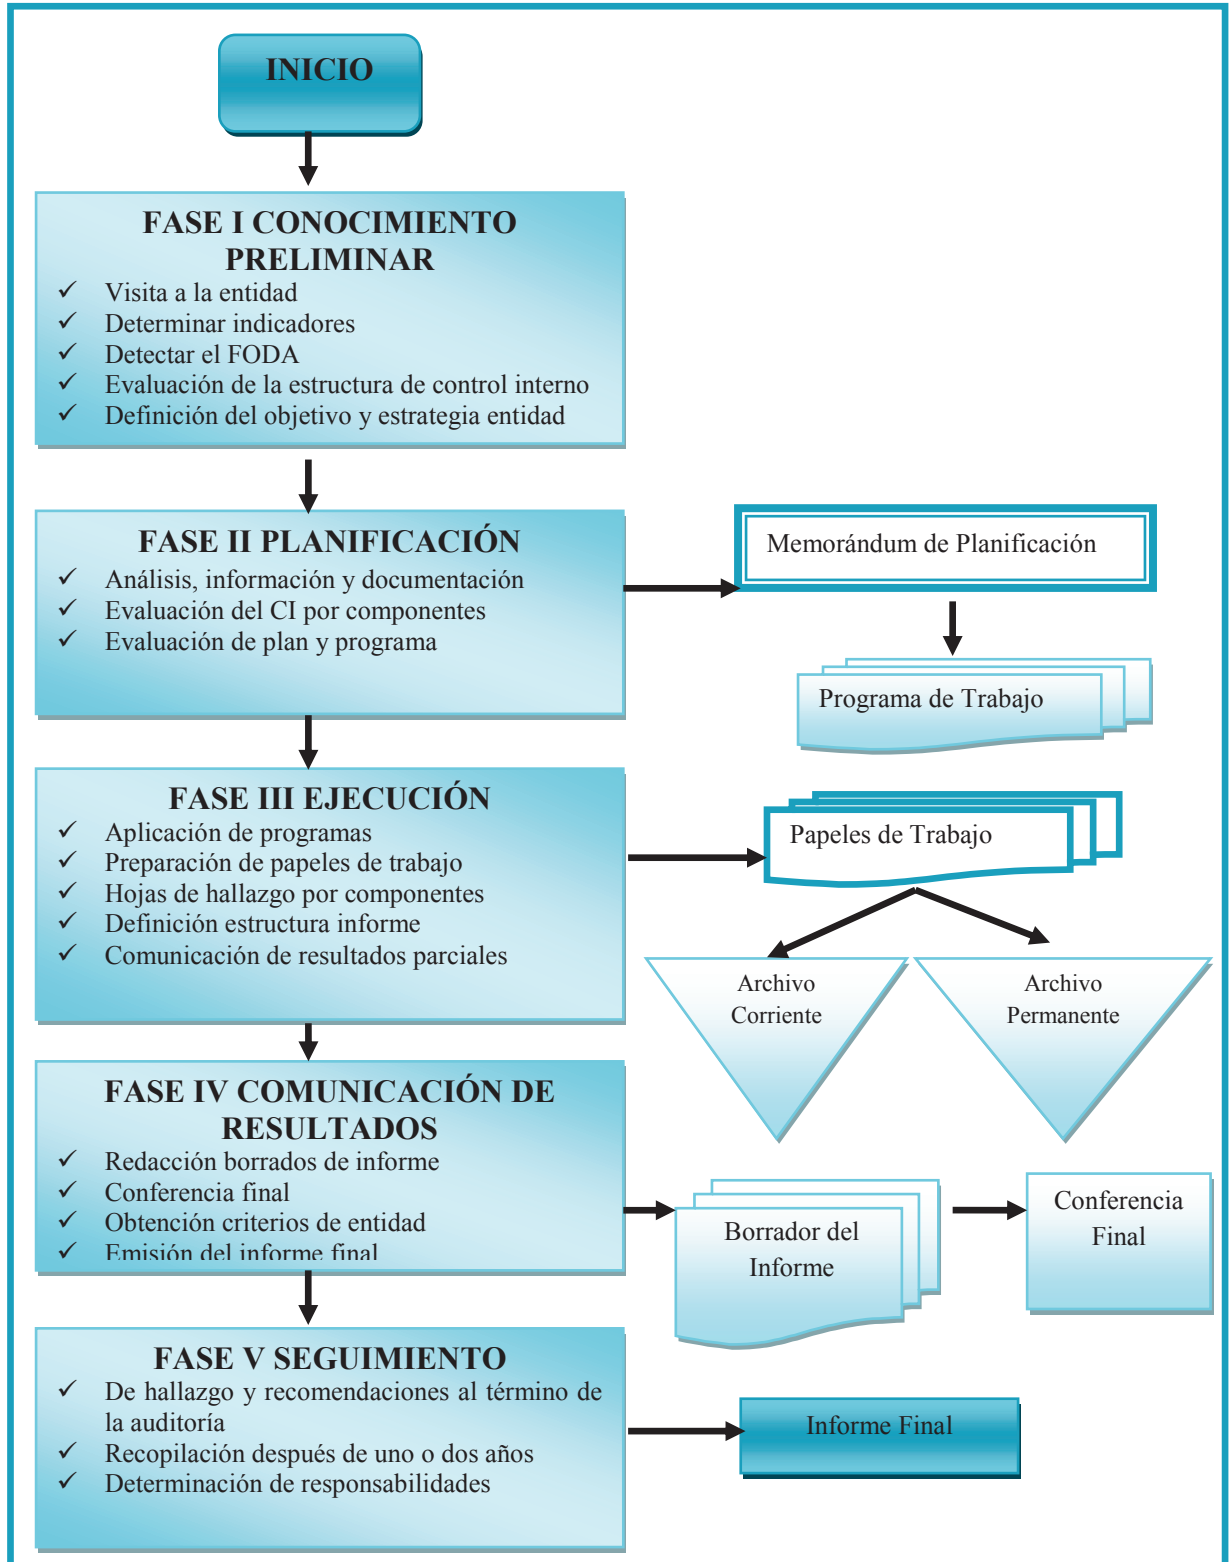 INICIO
FASE I CONOCIMIENTO
PRELIMINAR
✓ Visita a la entidad
✓ Determinar indicadores
✓ Detectar el FODA
✓ Evaluación de la estructura de control interno
✓ Definición del objetivo y estrategia entidad
FASE II PLANIFICACIÓN
✓ Análisis, información y documentación
✓ Evaluación del CI por componentes
✓ Evaluación de plan y programa
Memorándum de Planificación
Programa de Trabajo
FASE III EJECUCIÓN
✓ Aplicación de programas
✓ Preparación de papeles de trabajo
✓ Hojas de hallazgo por componentes
✓ Definición estructura informe
✓ Comunicación de resultados parciales
Papeles de Trabajo
Archivo
Corriente
Archivo
Permanente
FASE IV COMUNICACIÓN DE
RESULTADOS
✓ Redacción borrados de informe
✓ Conferencia final
✓ Obtención criterios de entidad
✓ Emisión del informe final
Borrador del
Informe
Conferencia
Final
FASE V SEGUIMIENTO
✓ De hallazgo y recomendaciones al término de
la auditoría
✓ Recopilación después de uno o dos años
✓ Determinación de responsabilidades
Informe Final